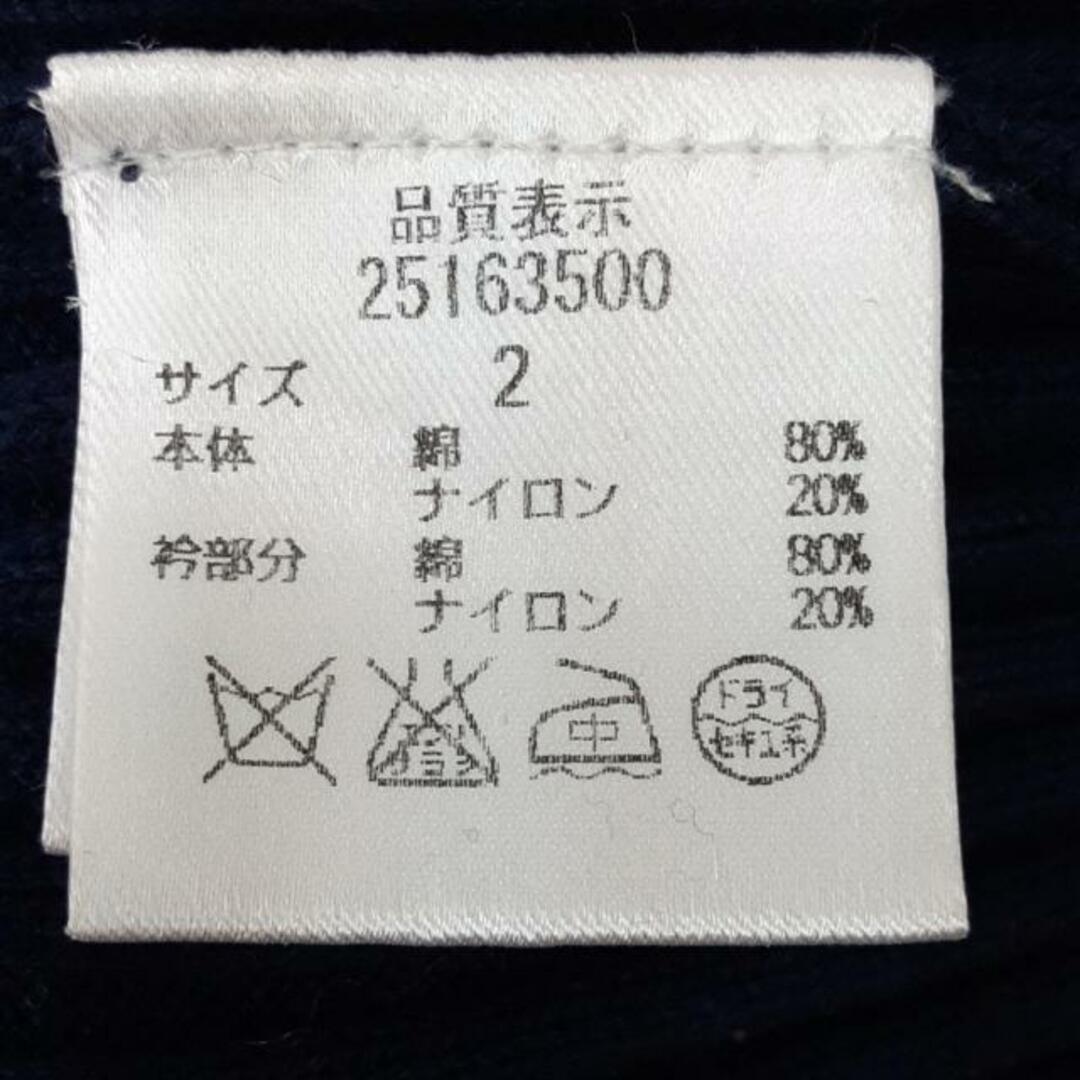 品質表示
25163500
サイズ 2
本体 綿 80%
ナイロン 20%
衿部分 綿 80%
ナイロン 20%
中
ドライ
セキユ系